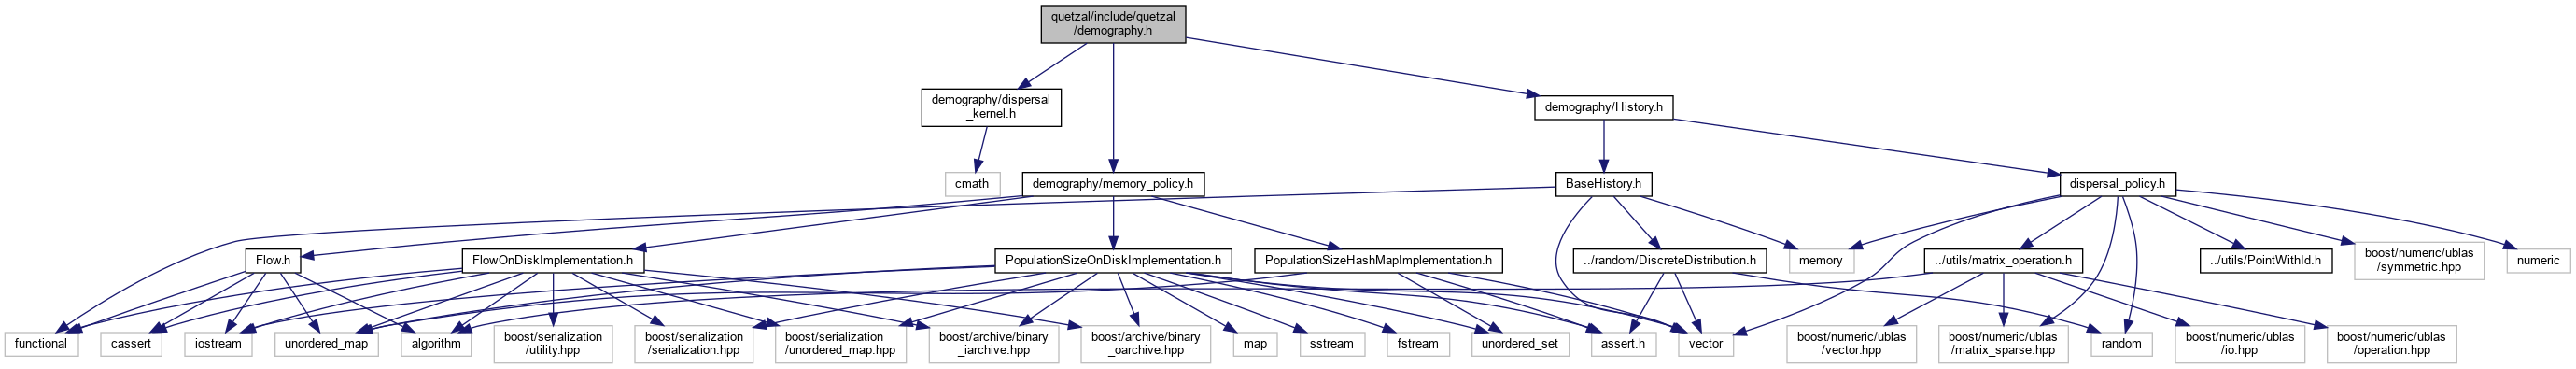 quetzal/include/quetzal
/demography.h
demography/dispersal
_kernel.h
demography/History.h
cmath
demography/memory_policy.h
BaseHistory.h
dispersal_policy.h
Flow.h
FlowOnDiskImplementation.h
PopulationSizeOnDiskImplementation.h
PopulationSizeHashMapImplementation.h
../random/DiscreteDistribution.h
memory
../utils/matrix_operation.h
../utils/PointWithId.h
boost/numeric/ublas
/symmetric.hpp
numeric
functional
cassert
iostream
unordered_map
algorithm
boost/serialization
/utility.hpp
boost/serialization
/serialization.hpp
boost/serialization
/unordered_map.hpp
boost/archive/binary
_iarchive.hpp
boost/archive/binary
_oarchive.hpp
map
sstream
fstream
unordered_set
assert.h
vector
boost/numeric/ublas
/vector.hpp
boost/numeric/ublas
/matrix_sparse.hpp
random
boost/numeric/ublas
/io.hpp
boost/numeric/ublas
/operation.hpp